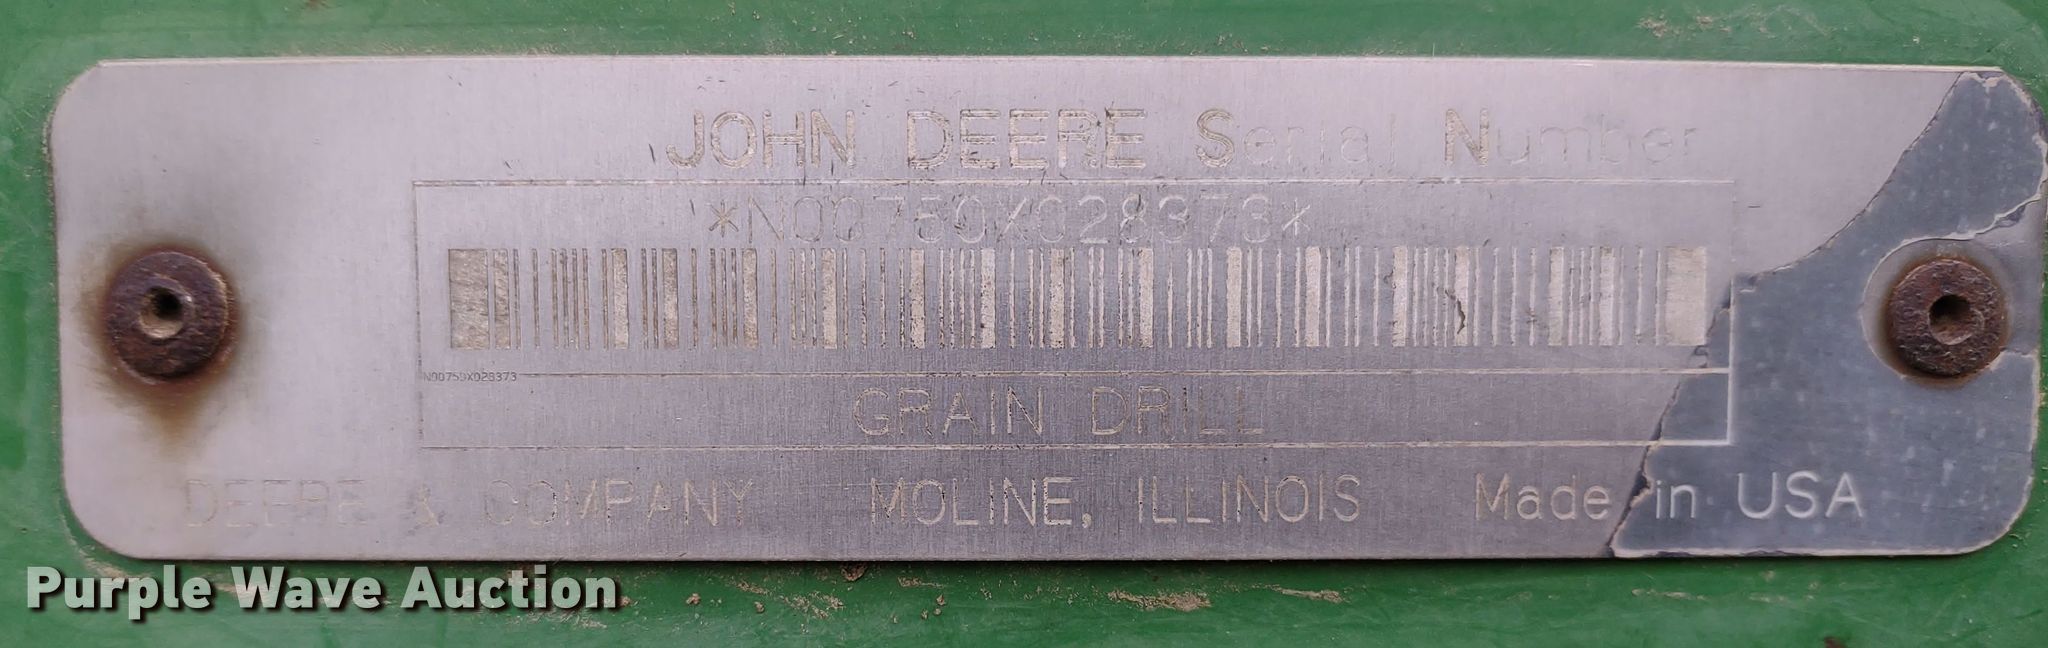 JOHN DEERE Serial Number
*N00750X028373*
N00750X028373
GRAIN DRILL
DEERE & COMPANY MOLINE, ILLINOIS Made in USA
Purple Wave Auction